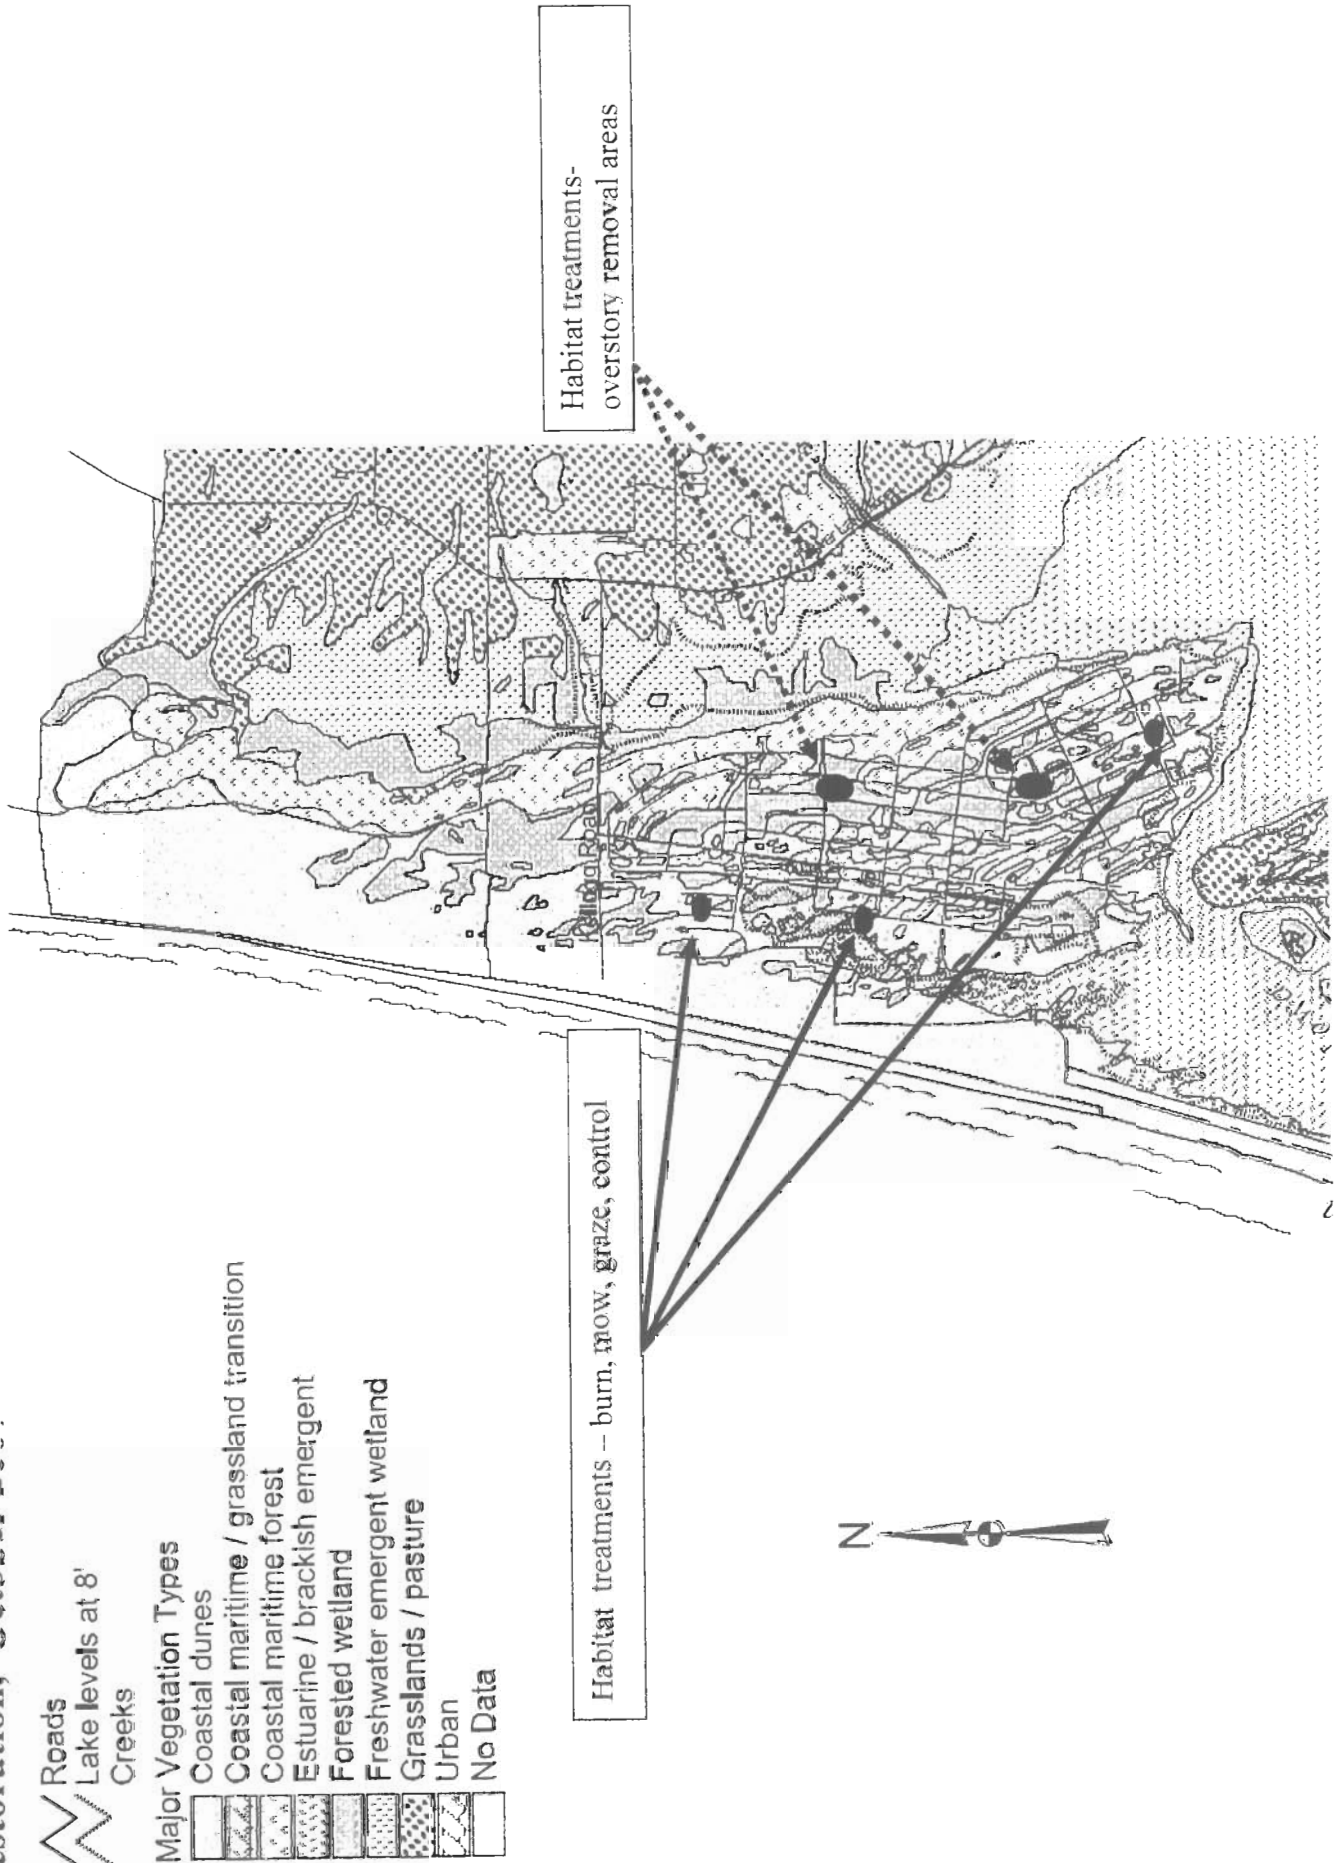 Roads
Lake levels at 8'
Creeks
Major Vegetation Types
Coastal dunes
Coastal maritime / grassland transition
Coastal maritime forest
Estuarine / brackish emergent
Forested wetland
Freshwater emergent wetland
Grasslands / pasture
Urban
No Data
Habitat treatments – burn, mow, graze, control
Habitat treatments-
overstory removal areas
Kellogg Road
N